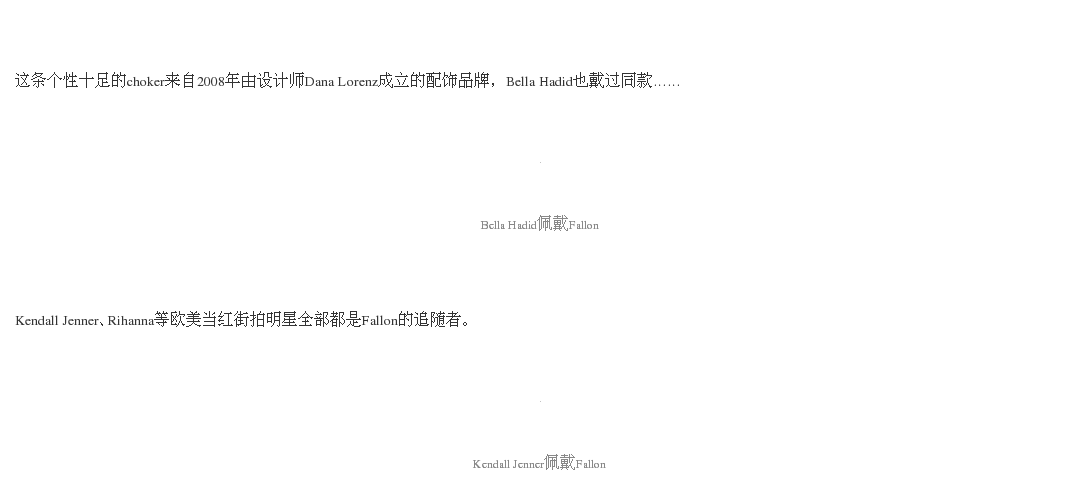 这条个性十足的choker来自2008年由设计师Dana Lorenz成立的配饰品牌，Bella Hadid也戴过同款……
Bella Hadid佩戴Fallon
Kendall Jenner、Rihanna等欧美当红街拍明星全部都是Fallon的追随者。
Kendall Jenner佩戴Fallon